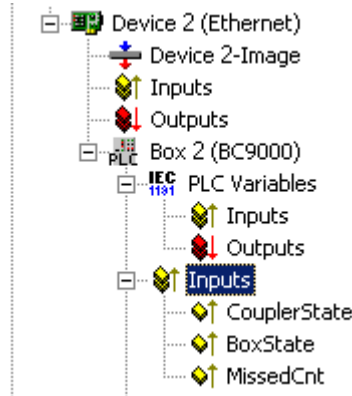 Device 2 (Ethernet)
Device 2-Image
Inputs
Outputs
PLC Box 2 (BC9000)
IEC 1131 PLC Variables
Inputs
Outputs
Inputs
CouplerState
BoxState
MissedCnt